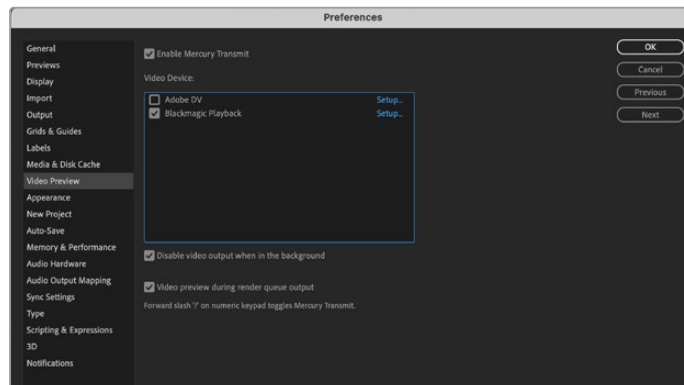 Preferences
General
Previews
Display
Import
Output
Grids & Guides
Labels
Media & Disk Cache
Video Preview
Appearance
New Project
Auto-Save
Memory & Performance
Audio Hardware
Audio Output Mapping
Sync Settings
Type
Scripting & Expressions
3D
Notifications
Enable Mercury Transmit
Video Device:
Adobe DV Setup...
Blackmagic Playback Setup...
Disable video output when in the background
Video preview during render queue output
Forward slash '/' on numeric keypad toggles Mercury Transmit.
OK
Cancel
Previous
Next